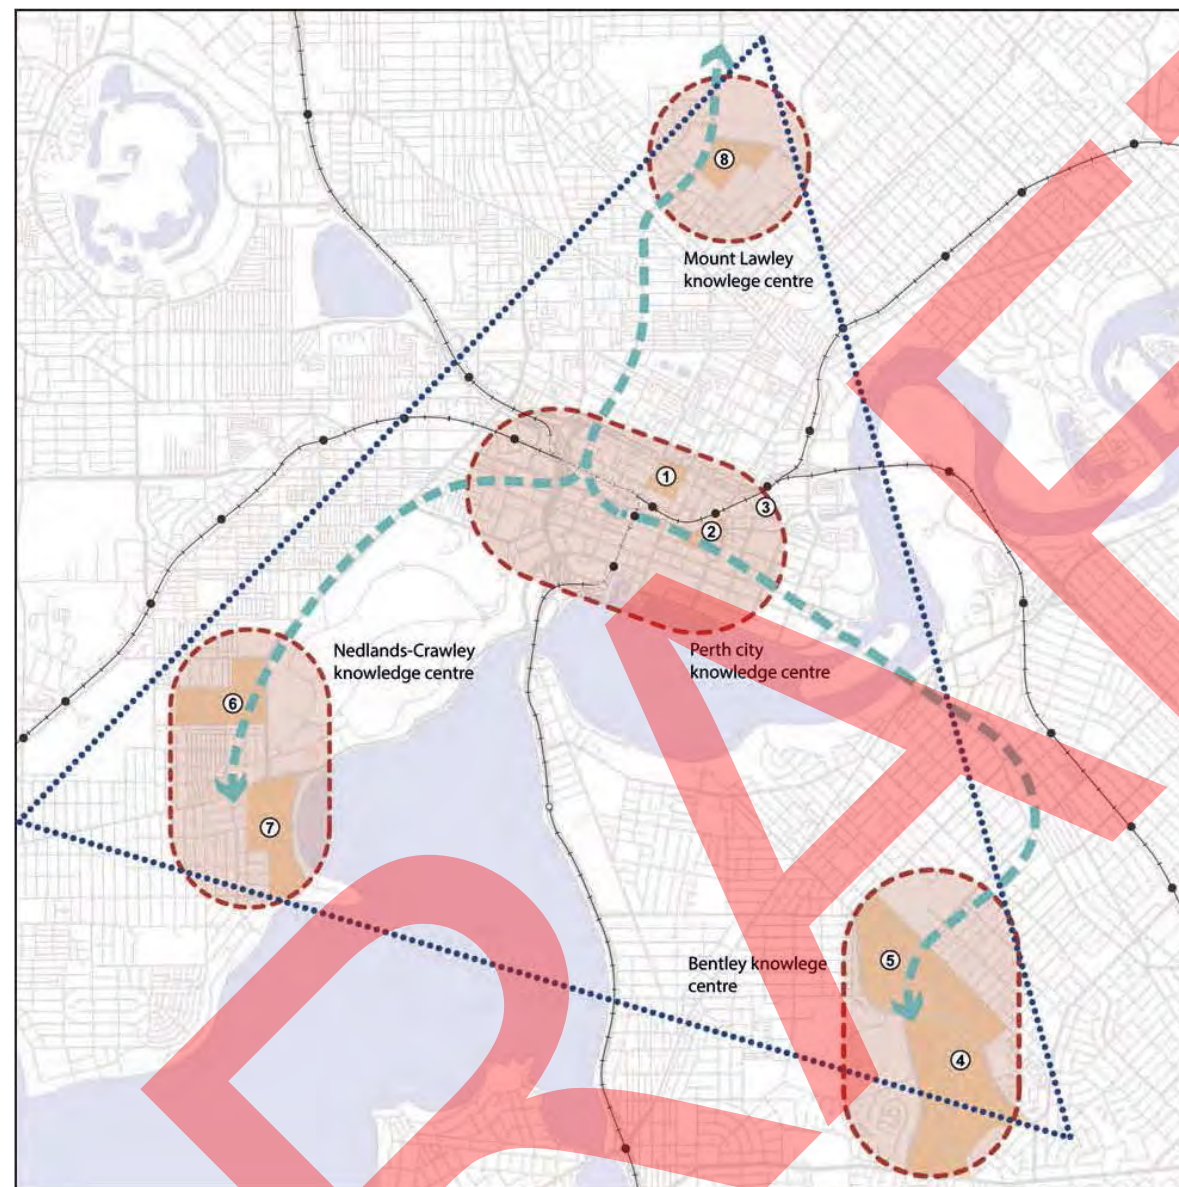 8
Mount Lawley
knowlege centre
1
3
2
Nedlands-Crawley
knowledge centre
Perth city
knowledge centre
6
7
Bentley knowlege
centre
5
4
DRAFT